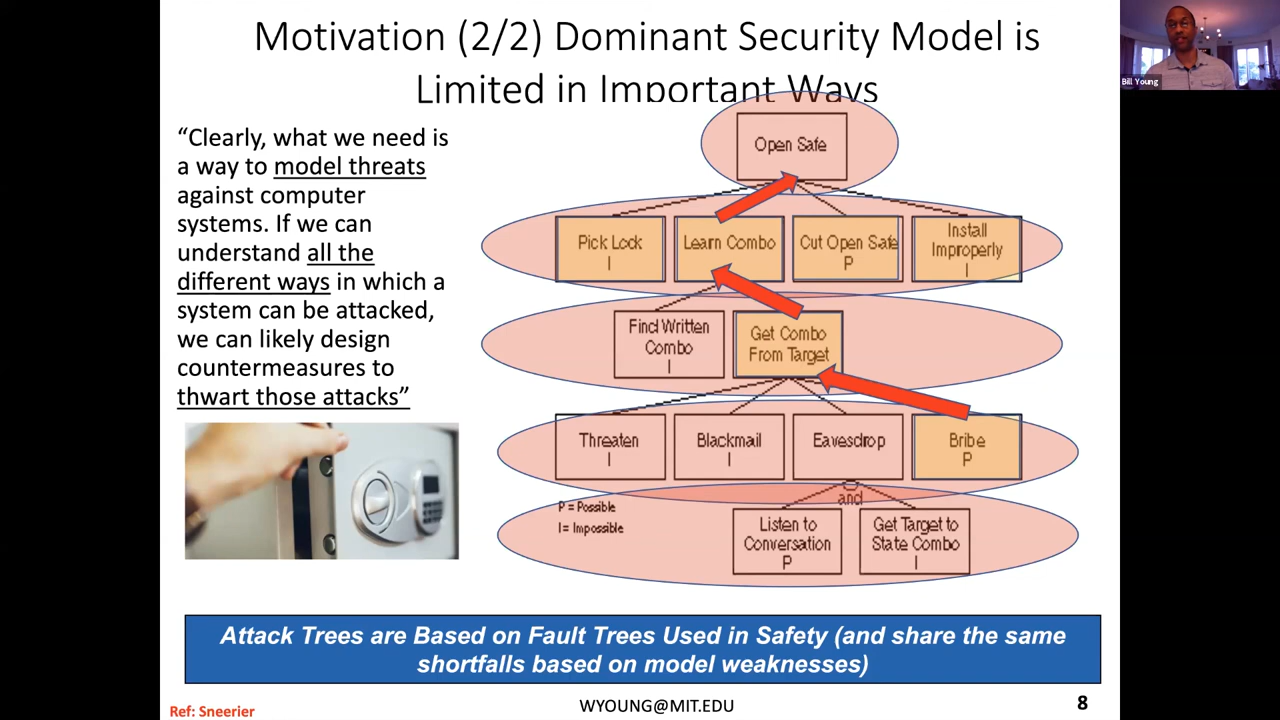 Motivation (2/2) Dominant Security Model is
Limited in Important Ways
Bill Young
“Clearly, what we need is
a way to model threats
against computer
systems. If we can
understand all the
different ways in which a
system can be attacked,
we can likely design
countermeasures to
thwart those attacks”
Open Safe
Pick Lock
I
Learn Combo
Cut Open Safe
P
Install
Improperly
I
Find Written
Combo
I
Get Combo
From Target
Threaten
I
Blackmail
I
Eavesdrop
Bribe
P
and
P = Possible
I = Impossible
Listen to
Conversation
P
Get Target to
State Combo
I
Attack Trees are Based on Fault Trees Used in Safety (and share the same
shortfalls based on model weaknesses)
Ref: Sneerier
WYOUNG@MIT.EDU
8